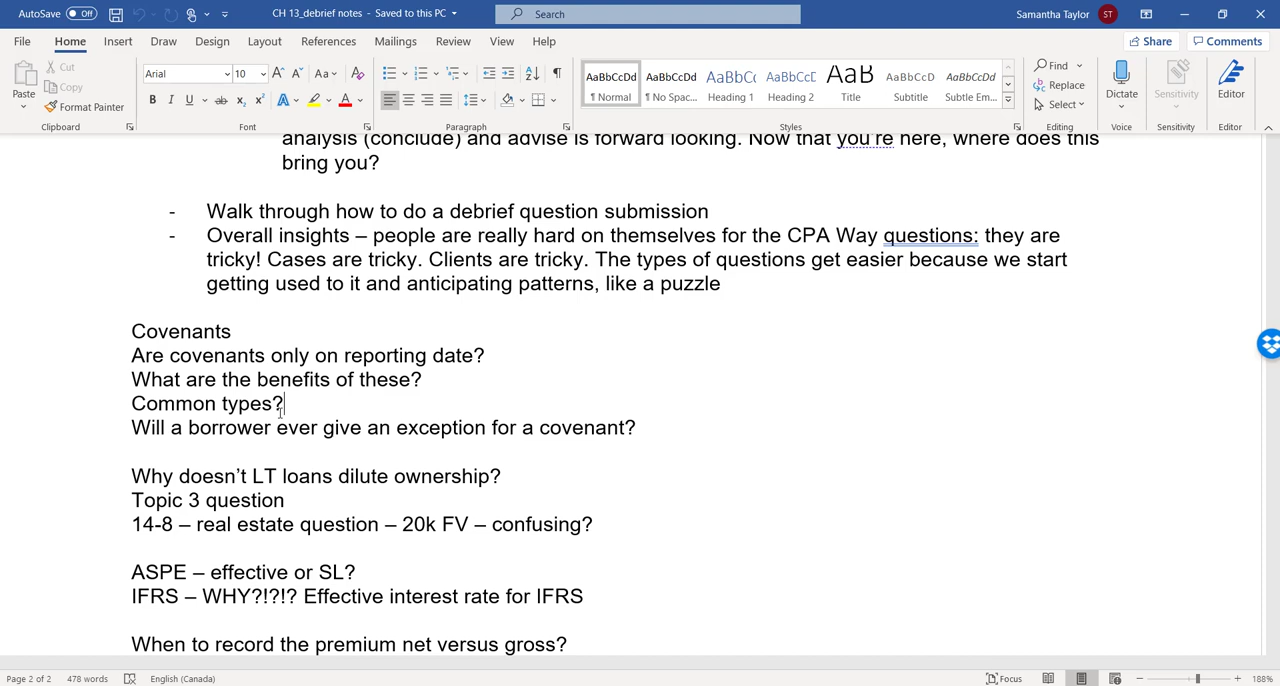 AutoSave Off CH 13_debrief notes - Saved to this PC Search Samantha Taylor ST
File Home Insert Draw Design Layout References Mailings Review View Help Share Comments
Paste Cut Copy Format Painter Clipboard
Arial 10 Font
Paragraph
AaBbCcDd ¶ Normal AaBbCcDd ¶ No Spac... AaBbCc Heading 1 AaBbCcE Heading 2 AaB Title AaBbCcD Subtitle AaBbCcDd Subtle Em... Styles
Find Replace Select Editing
Dictate Voice Sensitivity Sensitivity Editor Editor
analysis (conclude) and advise is forward looking. Now that you're here, where does this
bring you?
- Walk through how to do a debrief question submission
- Overall insights – people are really hard on themselves for the CPA Way questions: they are
tricky! Cases are tricky. Clients are tricky. The types of questions get easier because we start
getting used to it and anticipating patterns, like a puzzle
Covenants
Are covenants only on reporting date?
What are the benefits of these?
Common types?
Will a borrower ever give an exception for a covenant?
Why doesn't LT loans dilute ownership?
Topic 3 question
14-8 – real estate question – 20k FV – confusing?
ASPE – effective or SL?
IFRS – WHY?!?!? Effective interest rate for IFRS
When to record the premium net versus gross?
Page 2 of 2 478 words English (Canada) Focus 188%